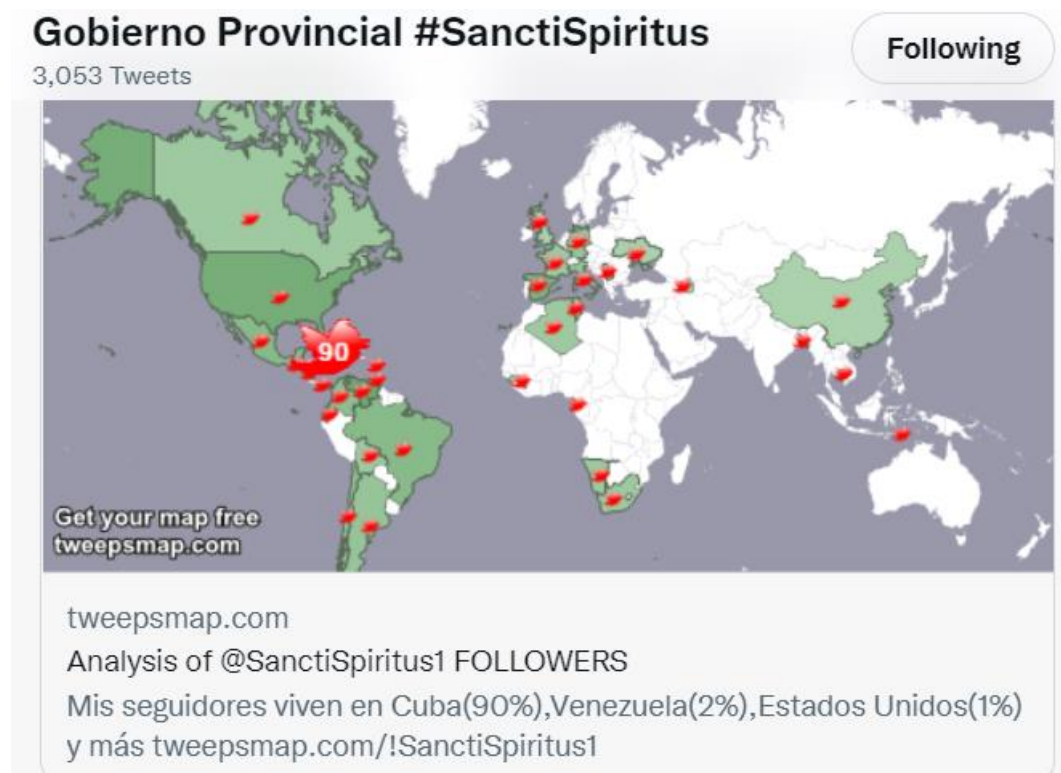 Gobierno Provincial #SanctiSpiritus
Following
3,053 Tweets
90
Get your map free
tweepsmap.com
tweepsmap.com
Analysis of @SanctiSpiritus1 FOLLOWERS
Mis seguidores viven en Cuba(90%),Venezuela(2%),Estados Unidos(1%)
y más tweepsmap.com/!SanctiSpiritus1